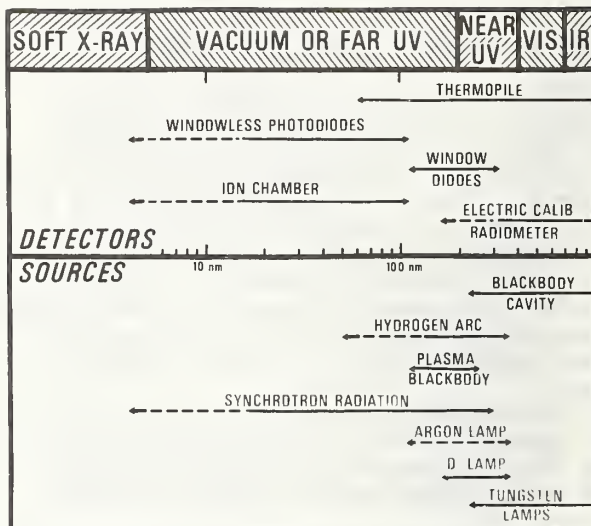 SOFT X-RAY VACUUM OR FAR UV NEAR UV VIS IR
THERMOPILE
WINDOWLESS PHOTODIODES
WINDOW
DIODES
ION CHAMBER
ELECTRIC CALIB
RADIOMETER
DETECTORS
10 nm 100 nm
SOURCES
BLACKBODY
CAVITY
HYDROGEN ARC
PLASMA
BLACKBODY
SYNCHROTRON RADIATION
ARGON LAMP
D LAMP
TUNGSTEN
LAMPS